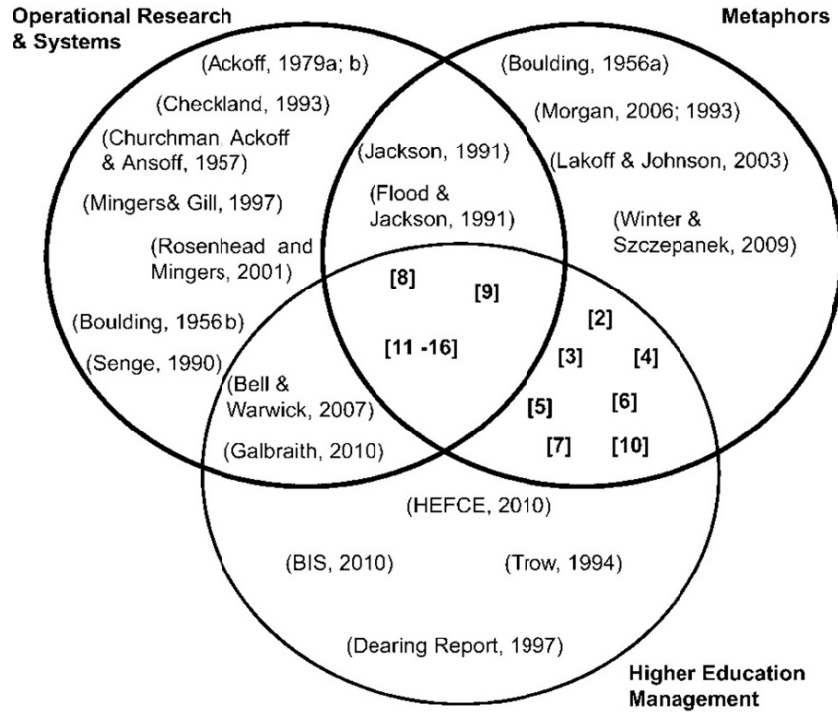 Operational Research
& Systems
Metaphors
(Ackoff, 1979a; b)
(Boulding, 1956a)
(Checkland, 1993)
(Morgan, 2006; 1993)
(Churchman, Ackoff
& Ansoff, 1957)
(Jackson, 1991)
(Lakoff & Johnson, 2003)
(Mingers& Gill, 1997)
(Flood &
Jackson, 1991)
(Winter &
Szczepanek, 2009)
(Rosenhead and
Mingers, 2001)
[8]
[9]
(Boulding, 1956b)
[2]
(Senge, 1990)
[11 -16]
[3]
[4]
(Bell &
Warwick, 2007)
[5]
[6]
(Galbraith, 2010)
[7]
[10]
(HEFCE, 2010)
(BIS, 2010)
(Trow, 1994)
(Dearing Report, 1997)
Higher Education
Management